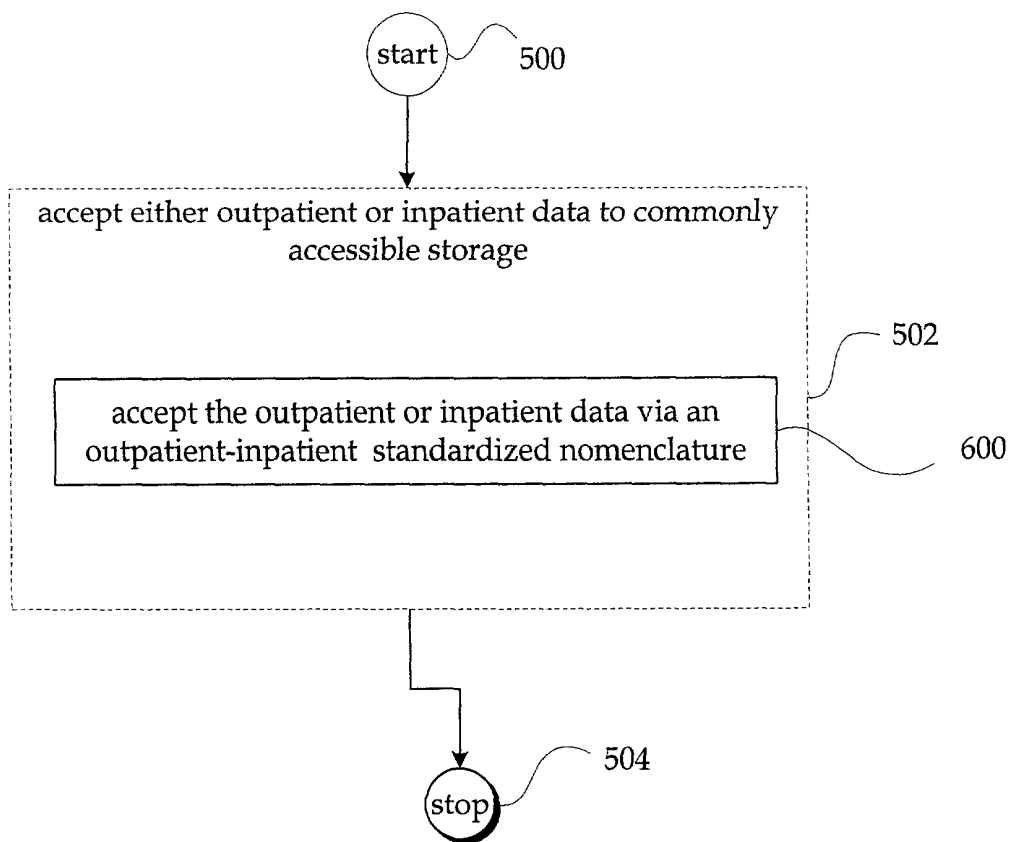 start
500
accept either outpatient or inpatient data to commonly
accessible storage
502
accept the outpatient or inpatient data via an
outpatient-inpatient standardized nomenclature
600
504
stop